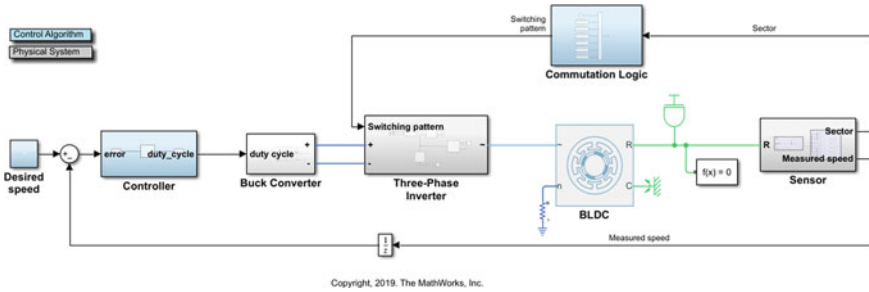 Control Algorithm
Physical System
Switching
pattern
Sector
Commutation Logic
Desired
speed
error
duty_cycle
Controller
duty cycle
+
-
Buck Converter
Switching pattern
+
-
~
Three-Phase
Inverter
~
n
R
C
BLDC
f(x) = 0
R
Sector
Measured speed
Sensor
Measured speed
Copyright, 2019. The MathWorks, Inc.